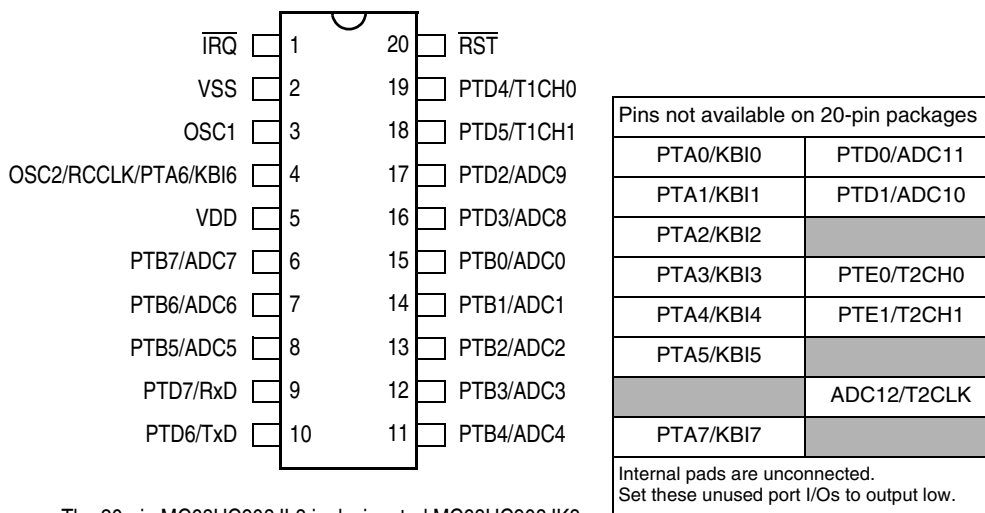 IRQ 1 20 RST
VSS 2 19 PTD4/T1CH0
OSC1 3 18 PTD5/T1CH1
OSC2/RCCLK/PTA6/KBI6 4 17 PTD2/ADC9
VDD 5 16 PTD3/ADC8
PTB7/ADC7 6 15 PTB0/ADC0
PTB6/ADC6 7 14 PTB1/ADC1
PTB5/ADC5 8 13 PTB2/ADC2
PTD7/RxD 9 12 PTB3/ADC3
PTD6/TxD 10 11 PTB4/ADC4
Pins not available on 20-pin packages
PTA0/KBI0 PTD0/ADC11
PTA1/KBI1 PTD1/ADC10
PTA2/KBI2
PTA3/KBI3 PTE0/T2CH0
PTA4/KBI4 PTE1/T2CH1
PTA5/KBI5
ADC12/T2CLK
PTA7/KBI7
Internal pads are unconnected.
Set these unused port I/Os to output low.